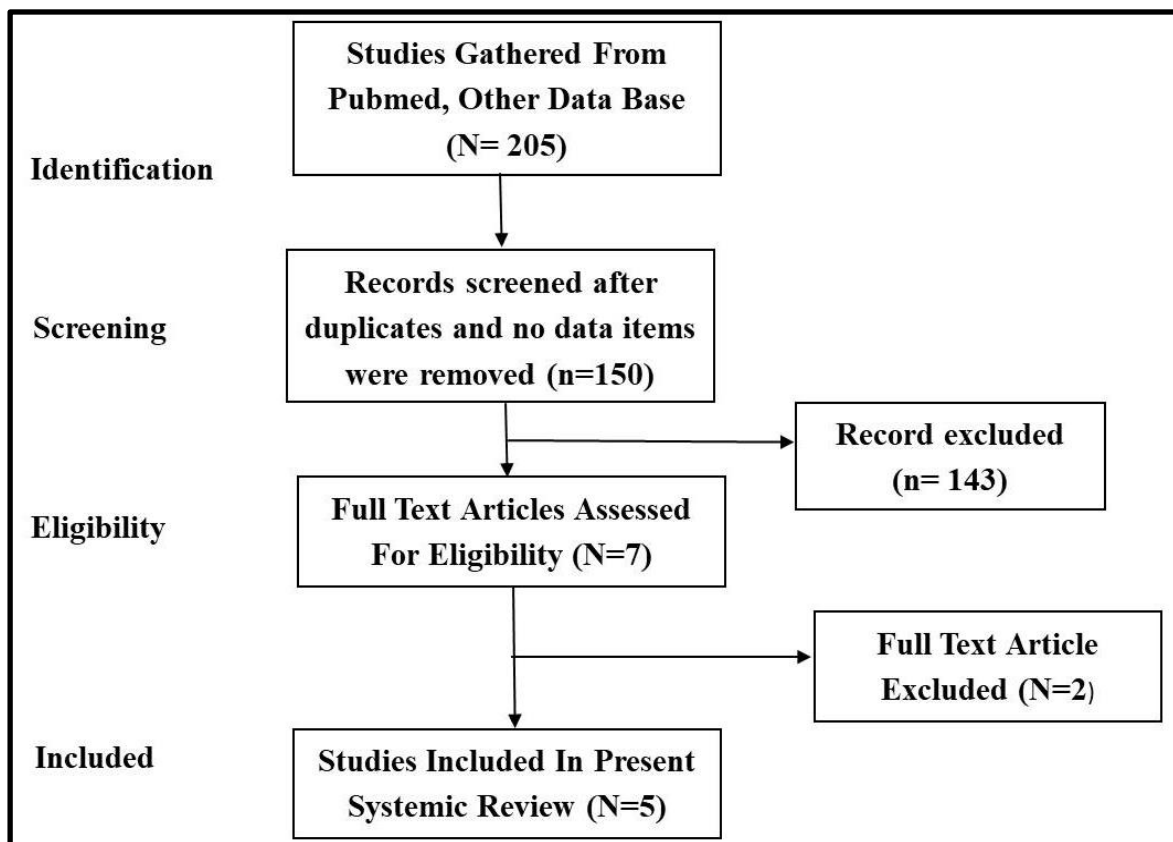 Studies Gathered From
Pubmed, Other Data Base
(N= 205)
Identification
Records screened after
duplicates and no data items
were removed (n=150)
Screening
Record excluded
(n= 143)
Full Text Articles Assessed
For Eligibility (N=7)
Eligibility
Full Text Article
Excluded (N=2)
Studies Included In Present
Systemic Review (N=5)
Included